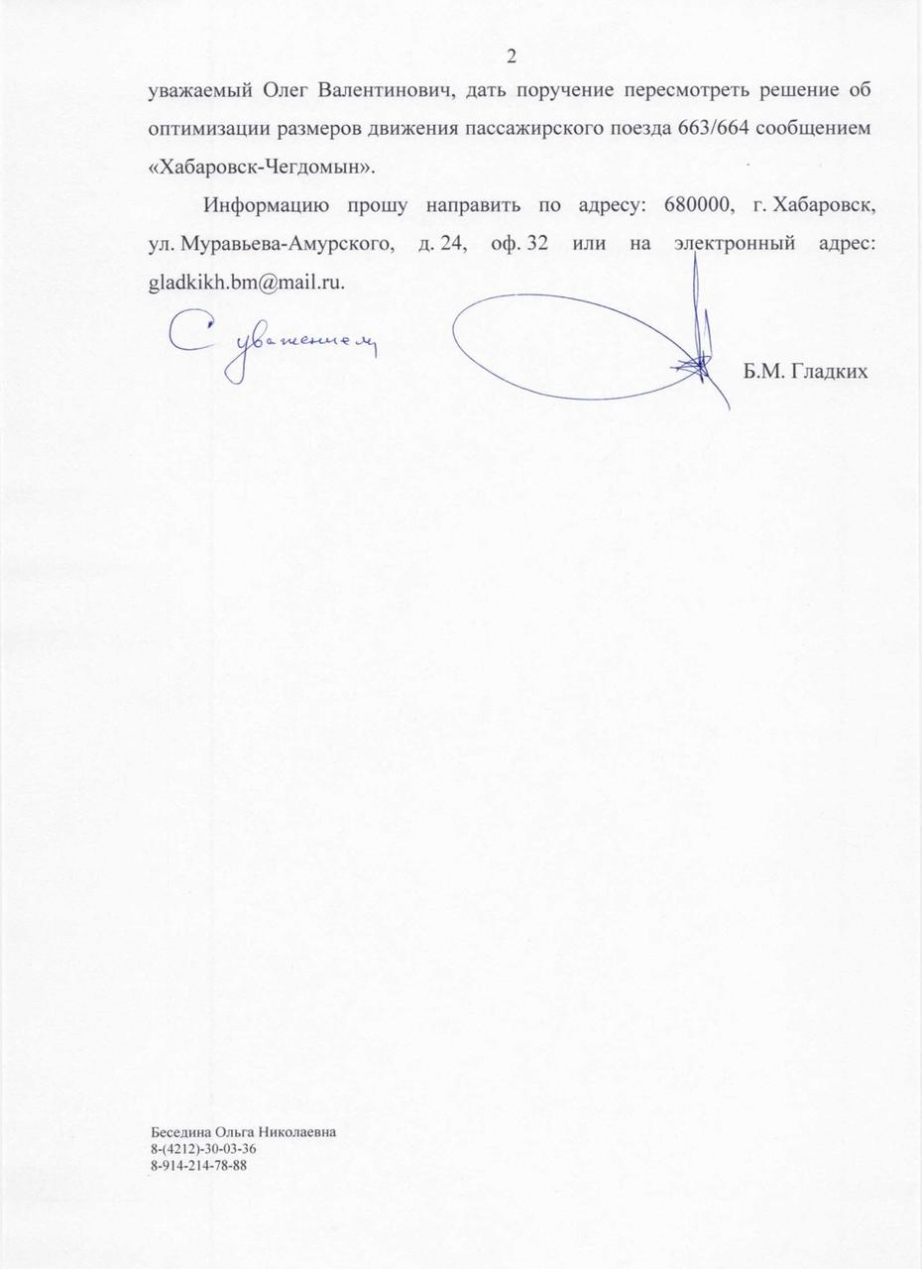 2
уважаемый Олег Валентинович, дать поручение пересмотреть решение об
оптимизации размеров движения пассажирского поезда 663/664 сообщением
«Хабаровск-Чегдомын».
Информацию прошу направить по адресу: 680000, г. Хабаровск,
ул. Муравьева-Амурского, д. 24, оф. 32 или на электронный адрес:
gladkikh.bm@mail.ru.
С уважением
Б.М. Гладких
Беседина Ольга Николаевна
8-(4212)-30-03-36
8-914-214-78-88